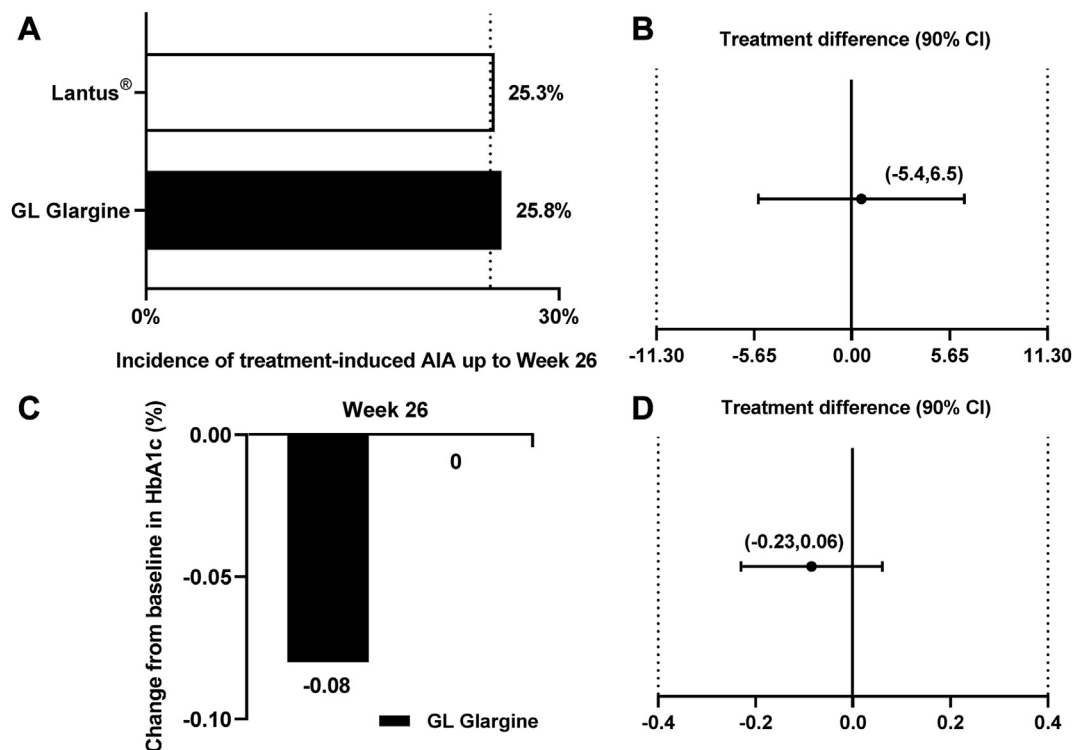 A
Lantus®
25.3%
GL Glargine
25.8%
0%
30%
Incidence of treatment-induced AIA up to Week 26
B
Treatment difference (90% CI)
(-5.4,6.5)
-11.30
-5.65
0.00
5.65
11.30
C
Week 26
Change from baseline in HbA1c (%)
0.00
0
-0.05
-0.08
-0.10
GL Glargine
D
Treatment difference (90% CI)
(-0.23,0.06)
-0.4
-0.2
0.0
0.2
0.4